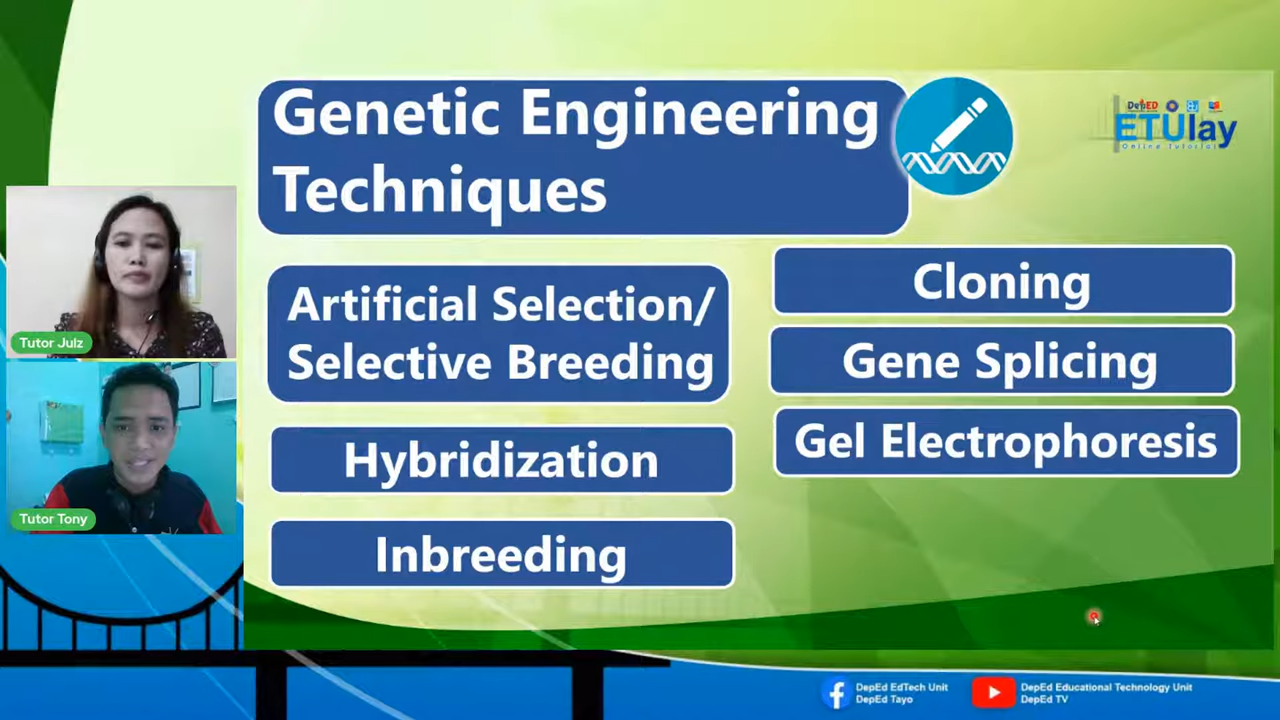 Genetic Engineering
Techniques
DepED
ETUlay
Online Tutorial
Artificial Selection/
Selective Breeding
Hybridization
Inbreeding
Cloning
Gene Splicing
Gel Electrophoresis
Tutor Julz
Tutor Tony
DepEd EdTech Unit
DepEd Tayo
DepEd Educational Technology Unit
DepEd TV